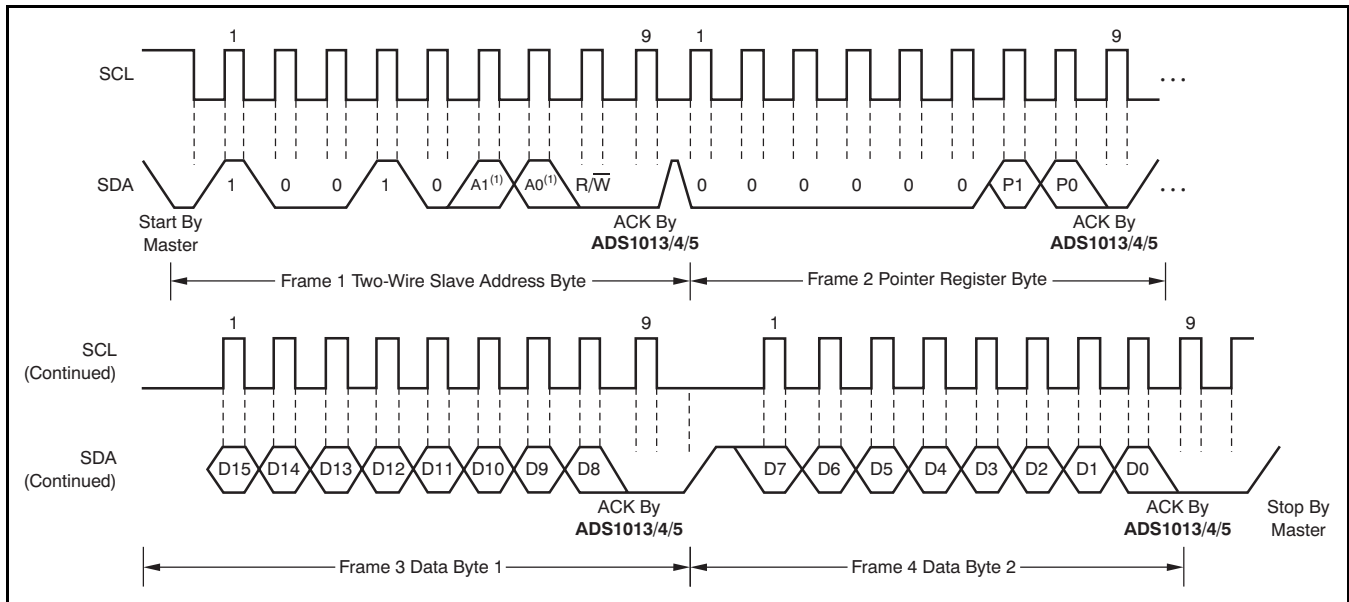 1 9 1 9
SCL ...
SDA 1 0 0 1 0 A1(1) A0(1) R/W̅ 0 0 0 0 0 0 P1 P0 ...
Start By Master
ACK By ADS1013/4/5
ACK By ADS1013/4/5
Frame 1 Two-Wire Slave Address Byte
Frame 2 Pointer Register Byte
1 9 1 9
SCL
(Continued)
SDA
(Continued)
D15 D14 D13 D12 D11 D10 D9 D8 D7 D6 D5 D4 D3 D2 D1 D0
ACK By ADS1013/4/5
ACK By ADS1013/4/5
Stop By Master
Frame 3 Data Byte 1
Frame 4 Data Byte 2